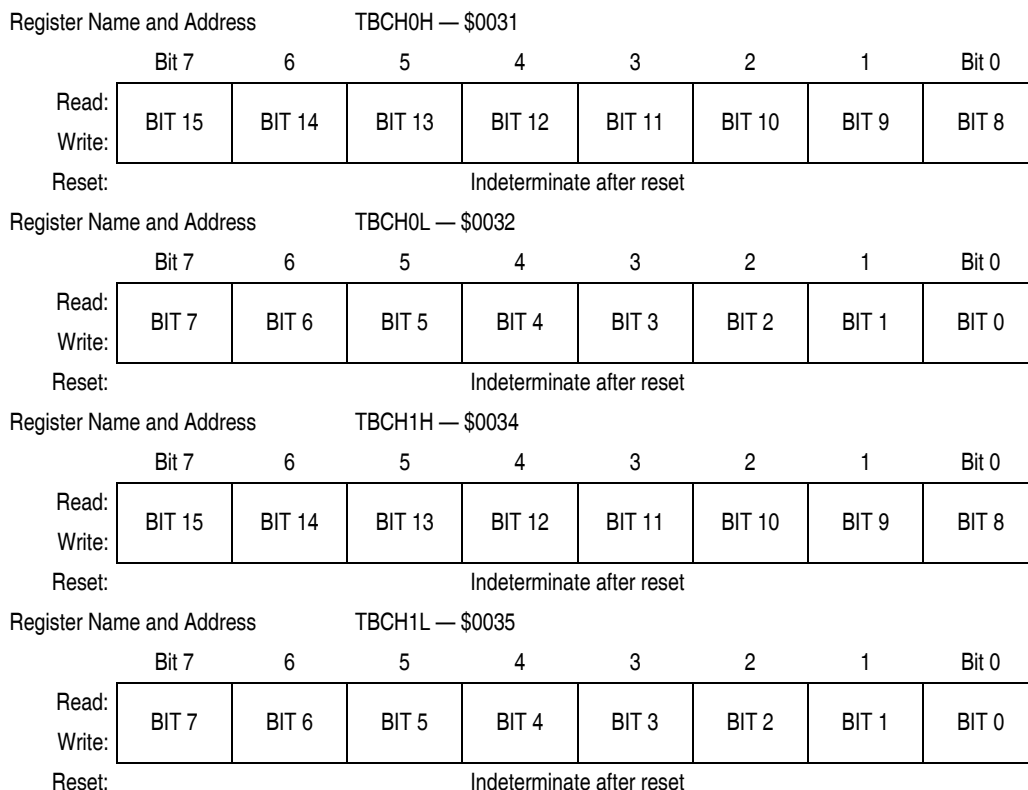 Register Name and Address TBCH0H — $0031
Bit 7 6 5 4 3 2 1 Bit 0
Read:
BIT 15 BIT 14 BIT 13 BIT 12 BIT 11 BIT 10 BIT 9 BIT 8
Write:
Reset: Indeterminate after reset
Register Name and Address TBCH0L — $0032
Bit 7 6 5 4 3 2 1 Bit 0
Read:
BIT 7 BIT 6 BIT 5 BIT 4 BIT 3 BIT 2 BIT 1 BIT 0
Write:
Reset: Indeterminate after reset
Register Name and Address TBCH1H — $0034
Bit 7 6 5 4 3 2 1 Bit 0
Read:
BIT 15 BIT 14 BIT 13 BIT 12 BIT 11 BIT 10 BIT 9 BIT 8
Write:
Reset: Indeterminate after reset
Register Name and Address TBCH1L — $0035
Bit 7 6 5 4 3 2 1 Bit 0
Read:
BIT 7 BIT 6 BIT 5 BIT 4 BIT 3 BIT 2 BIT 1 BIT 0
Write:
Reset: Indeterminate after reset